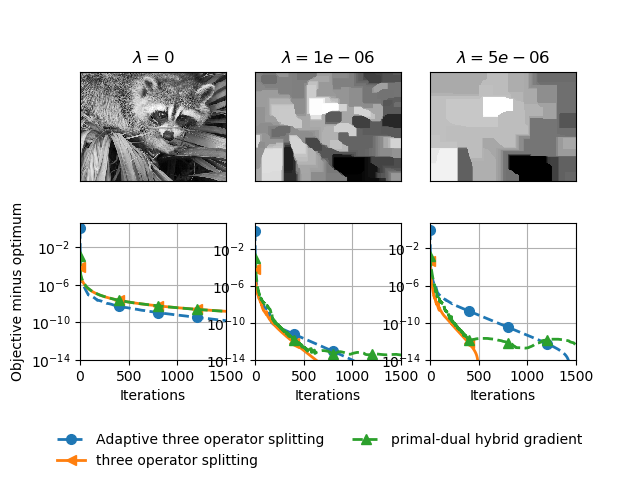 λ = 0 λ = 1e − 06 λ = 5e − 06
Objective minus optimum
10⁻² 10⁻² 10⁻²
10⁻⁶ 10⁻⁶ 10⁻⁶
10⁻¹⁰ 10⁻¹⁰ 10⁻¹⁰
10⁻¹⁴ 10⁻¹⁴ 10⁻¹⁴
0 500 1000 1500 0 500 1000 1500 0 500 1000 1500
Iterations Iterations Iterations
Adaptive three operator splitting primal-dual hybrid gradient
three operator splitting